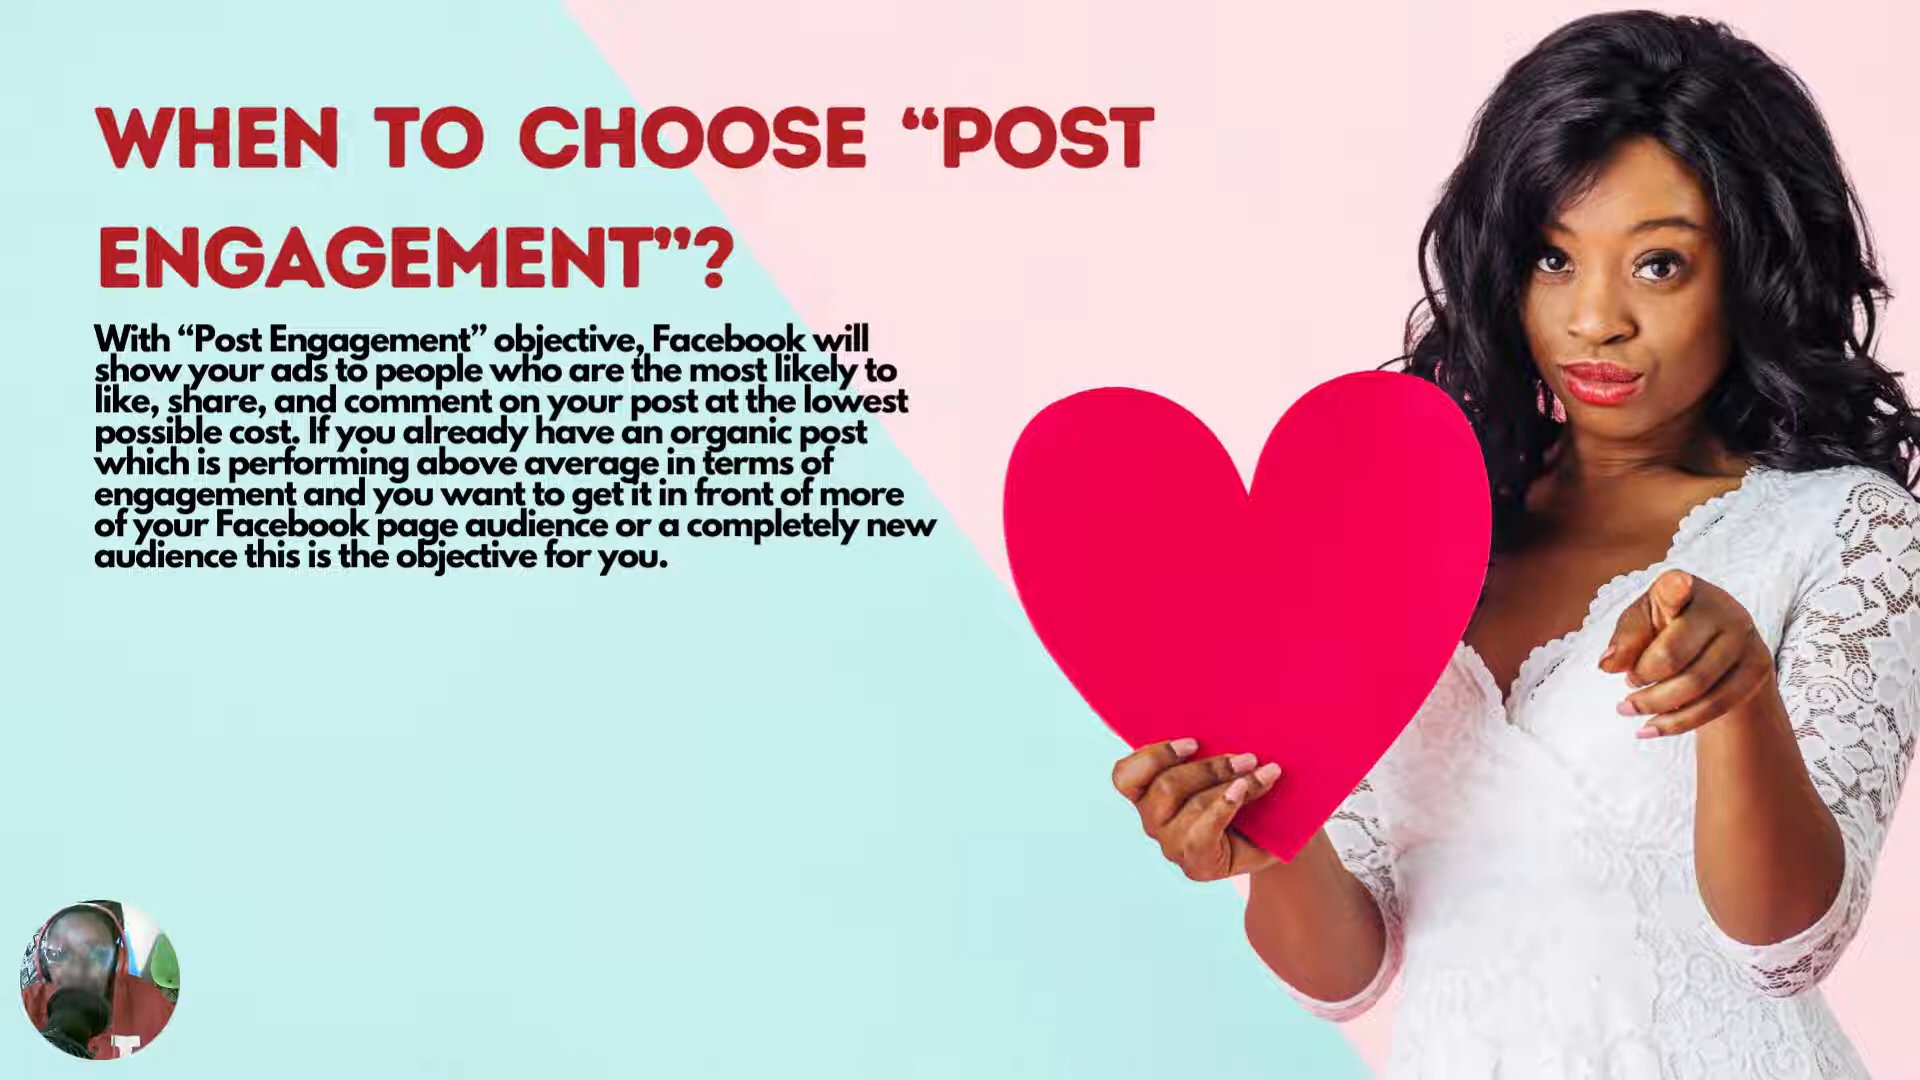 WHEN TO CHOOSE “POST
ENGAGEMENT”?
With “Post Engagement” objective, Facebook will
show your ads to people who are the most likely to
like, share, and comment on your post at the lowest
possible cost. If you already have an organic post
which is performing above average in terms of
engagement and you want to get it in front of more
of your Facebook page audience or a completely new
audience this is the objective for you.